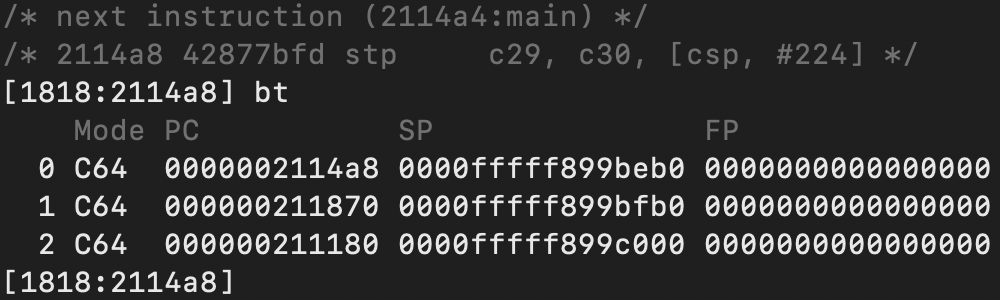 /* next instruction (2114a4:main) */
/* 2114a8 42877bfd stp     c29, c30, [csp, #224] */
[1818:2114a8] bt
    Mode PC            SP               FP
  0 C64  0000002114a8 0000fffff899beb0 0000000000000000
  1 C64  000000211870 0000fffff899bfb0 0000000000000000
  2 C64  000000211180 0000fffff899c000 0000000000000000
[1818:2114a8]